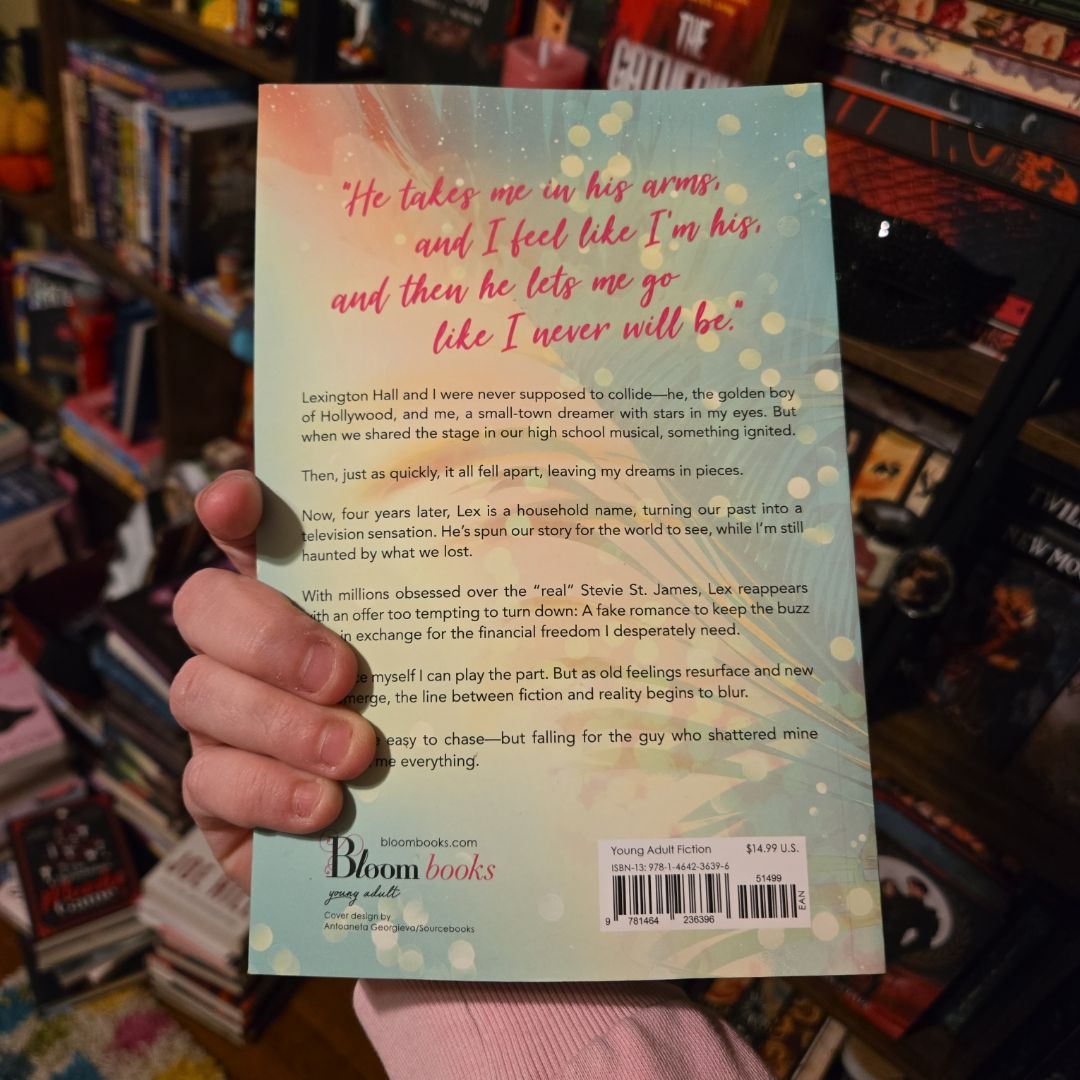 THE
GATHERING
"He takes me in his arms,
and I feel like I'm his,
and then he lets me go
like I never will be."
Lexington Hall and I were never supposed to collide—he, the golden boy
of Hollywood, and me, a small-town dreamer with stars in my eyes. But
when we shared the stage in our high school musical, something ignited.
Then, just as quickly, it all fell apart, leaving my dreams in pieces.
Now, four years later, Lex is a household name, turning our past into a
television sensation. He's spun our story for the world to see, while I'm still
haunted by what we lost.
With millions obsessed over the "real" Stevie St. James, Lex reappears
with an offer too tempting to turn down: A fake romance to keep the buzz
in exchange for the financial freedom I desperately need.
myself I can play the part. But as old feelings resurface and new
emerge, the line between fiction and reality begins to blur.
easy to chase—but falling for the guy who shattered mine
me everything.
bloombooks.com
Bloom books
young adult
Cover design by
Antoaneta Georgieva/Sourcebooks
Young Adult Fiction $14.99 U.S.
ISBN-13: 978-1-4642-3639-6
51499
EAN
9 781464 236396
NEW MO